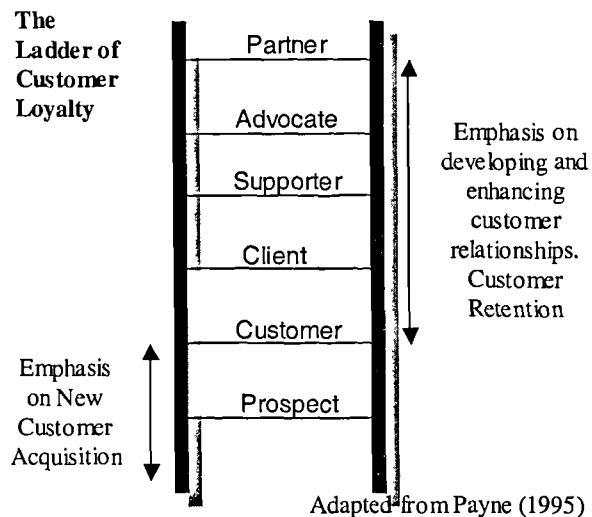 The
Ladder of
Customer
Loyalty
Partner
Advocate
Supporter
Client
Customer
Prospect
Emphasis on
developing and
enhancing
customer
relationships.
Customer
Retention
Emphasis
on New
Customer
Acquisition
Adapted from Payne (1995)